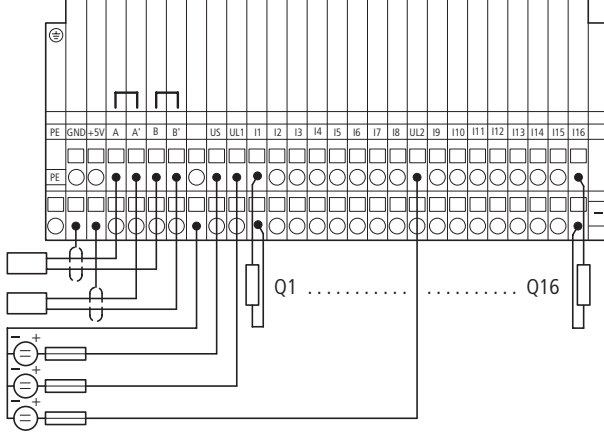 PE GND +5V A A' B B' US UL1 I1 I2 I3 I4 I5 I6 I7 I8 UL2 I9 I10 I11 I12 I13 I14 I15 I16
PE
Q1 . . . . . . . . . . . . . . . . . . . . . Q16
- +
- +
- +